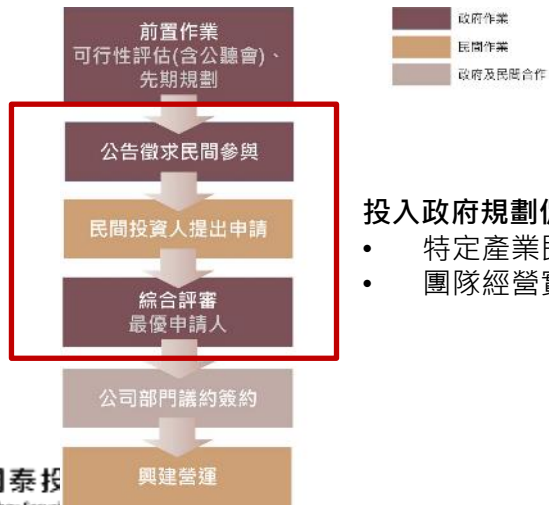 前置作業
可行性評估(含公聽會)、
先期規劃
公告徵求民間參與
民間投資人提出申請
綜合評審
最優申請人
公司部門議約簽約
興建營運
政府作業
民間作業
政府及民間合作
投入政府規劃
• 特定產業
• 團隊經營
泰投